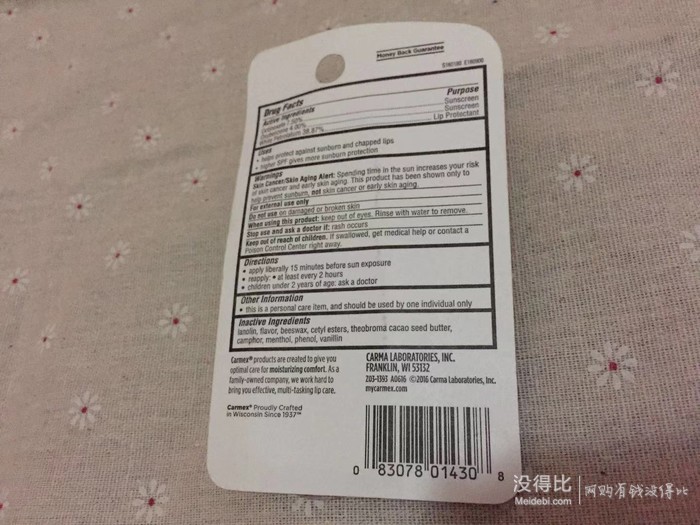 Money Back Guarantee
Drug Facts
Active Ingredients
Purpose
Sunscreen
Sunscreen
White Petrolatum
Lip Protectant
Uses
• helps protect against sunburn and chapped lips
• higher SPF gives more sunburn protection
Warnings
Skin Cancer/Skin Aging Alert: Spending time in the sun increases your risk
of skin cancer and early skin aging. This product has been shown only to
help prevent sunburn, not skin cancer or early skin aging.
For external use only
Do not use on damaged or broken skin
When using this product: keep out of eyes. Rinse with water to remove.
Stop use and ask a doctor if: rash occurs
Keep out of reach of children. If swallowed, get medical help or contact a
Poison Control Center right away.
Directions
• apply liberally 15 minutes before sun exposure
• reapply: • at least every 2 hours
• children under 2 years of age: ask a doctor
Other Information
• this is a personal care item, and should be used by one individual only
Inactive Ingredients
lanolin, flavor, beeswax, cetyl esters, theobroma cacao seed butter,
camphor, menthol, phenol, vanillin
Carmex® products are created to give you
optimal care for moisturizing comfort. As a
family-owned company, we work hard to
bring you effective, multi-tasking lip care.
Carmex® Proudly Crafted
in Wisconsin Since 1937™
CARMA LABORATORIES, INC.
FRANKLIN, WI 53132
Z03-1393 A0616 ©2016 Carma Laboratories, Inc.
mycarmex.com
0 83078 01430 8
没得比
Meidebi.com
阿购有钱没得比